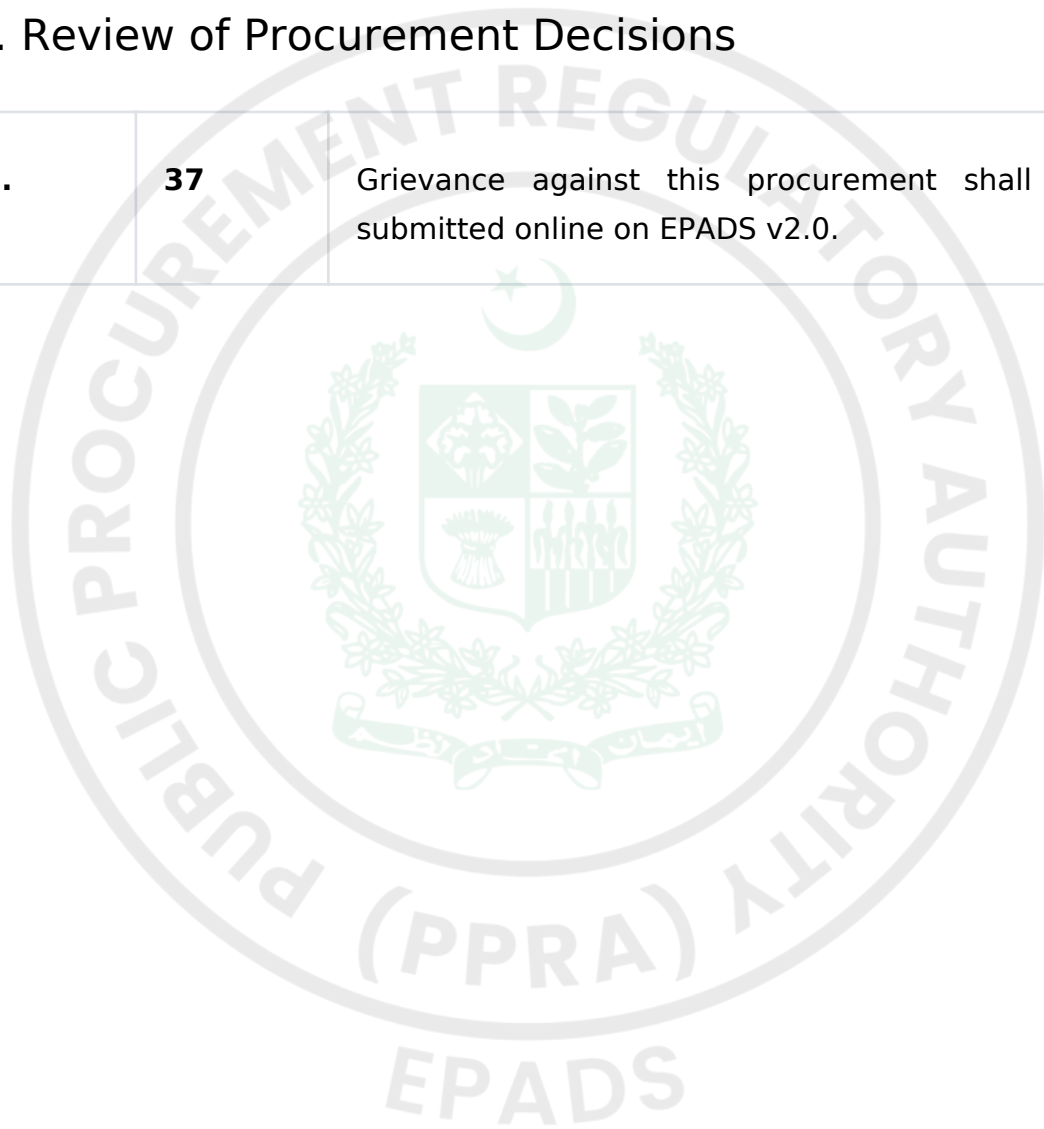 . Review of Procurement Decisions
. 37 Grievance against this procurement shall
submitted online on EPADS v2.0.
PUBLIC PROCUREMENT REGULATORY AUTHORITY
(PPRA)
EPADS